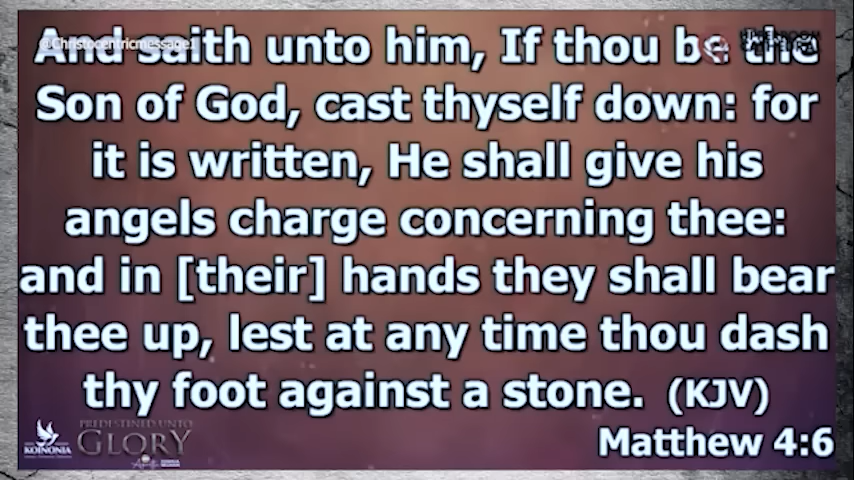 @Christocentricmessage1
And saith unto him, If thou be the
Son of God, cast thyself down: for
it is written, He shall give his
angels charge concerning thee:
and in [their] hands they shall bear
thee up, lest at any time thou dash
thy foot against a stone. (KJV)
Matthew 4:6
KOINONIA
PREDESTINED UNTO
GLORY
CATHEDRAL